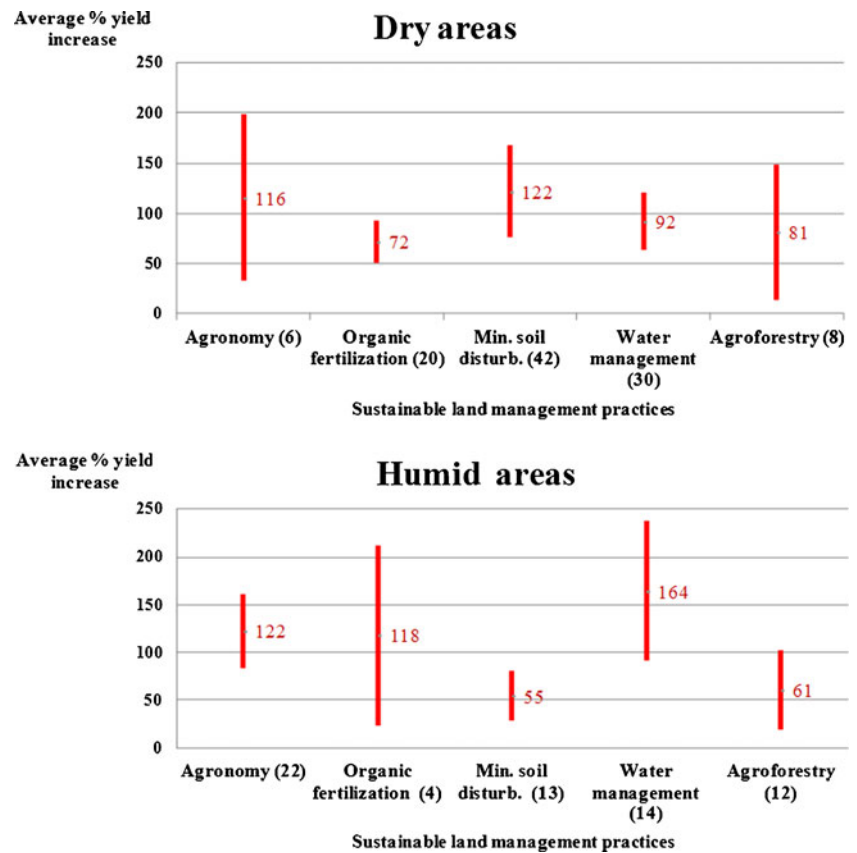 Average % yield
increase
Dry areas
250
200
150
100
50
0
116
72
122
92
81
Agronomy (6)
Organic
fertilization (20)
Min. soil
disturb. (42)
Water
management
(30)
Agroforestry (8)
Sustainable land management practices
Average % yield
increase
Humid areas
250
200
150
100
50
0
122
118
55
164
61
Agronomy (22)
Organic
fertilization (4)
Min. soil
disturb. (13)
Water
management
(14)
Agroforestry
(12)
Sustainable land management practices